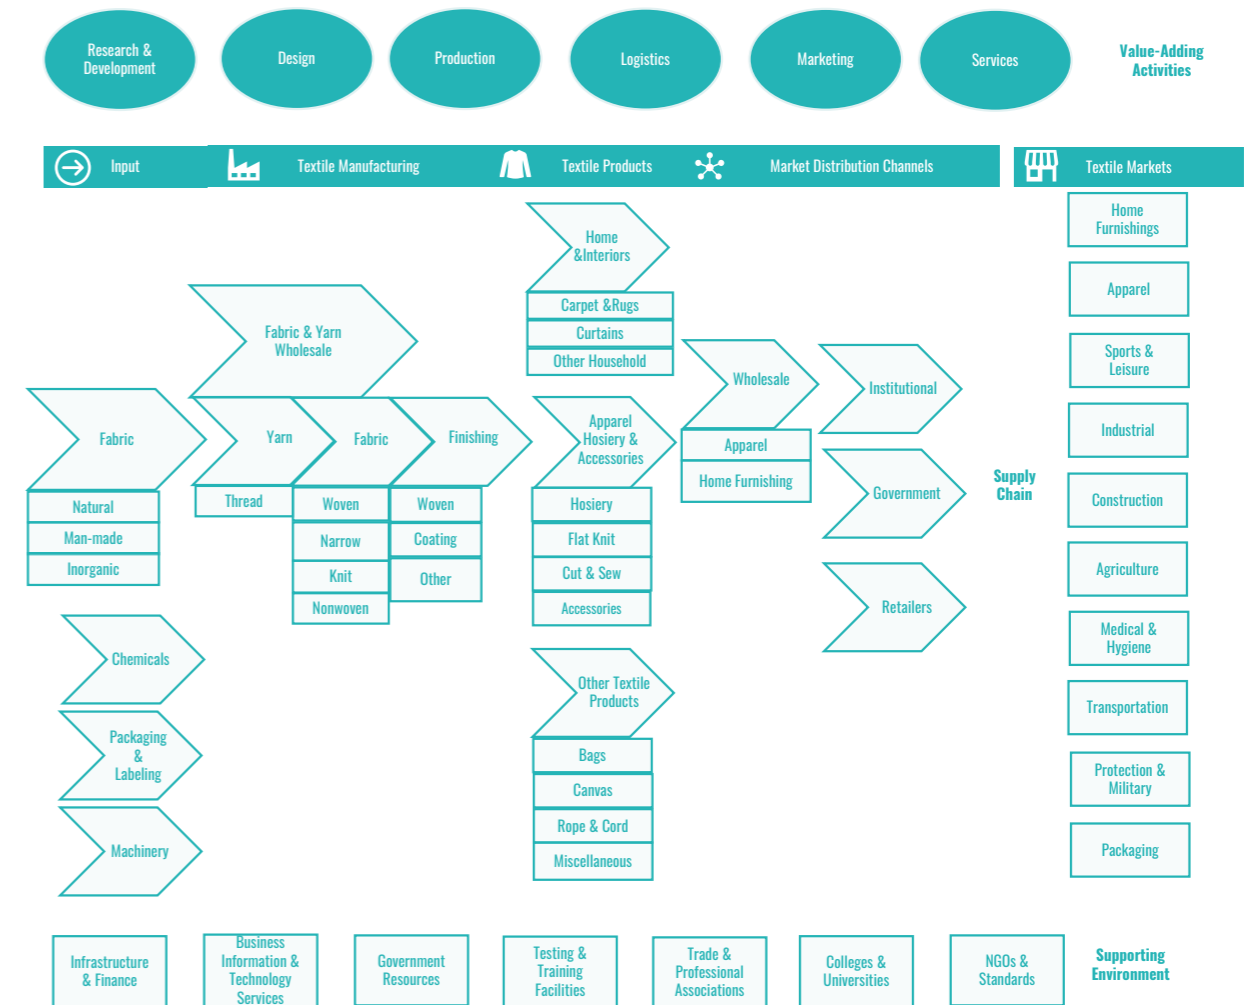 Research &
Development
Design
Production
Logistics
Marketing
Services
Value-Adding
Activities
Input
Textile Manufacturing
Textile Products
Market Distribution Channels
Textile Markets
Fabric
Natural
Man-made
Inorganic
Chemicals
Packaging
&
Labeling
Machinery
Fabric & Yarn
Wholesale
Yarn
Thread
Fabric
Woven
Narrow
Knit
Nonwoven
Finishing
Woven
Coating
Other
Home
&Interiors
Carpet &Rugs
Curtains
Other Household
Apparel
Hosiery &
Accessories
Hosiery
Flat Knit
Cut & Sew
Accessories
Other Textile
Products
Bags
Canvas
Rope & Cord
Miscellaneous
Wholesale
Apparel
Home Furnishing
Institutional
Government
Retailers
Supply
Chain
Home
Furnishings
Apparel
Sports &
Leisure
Industrial
Construction
Agriculture
Medical &
Hygiene
Transportation
Protection &
Military
Packaging
Infrastructure
& Finance
Business
Information &
Technology
Services
Government
Resources
Testing &
Training
Facilities
Trade &
Professional
Associations
Colleges &
Universities
NGOs &
Standards
Supporting
Environment